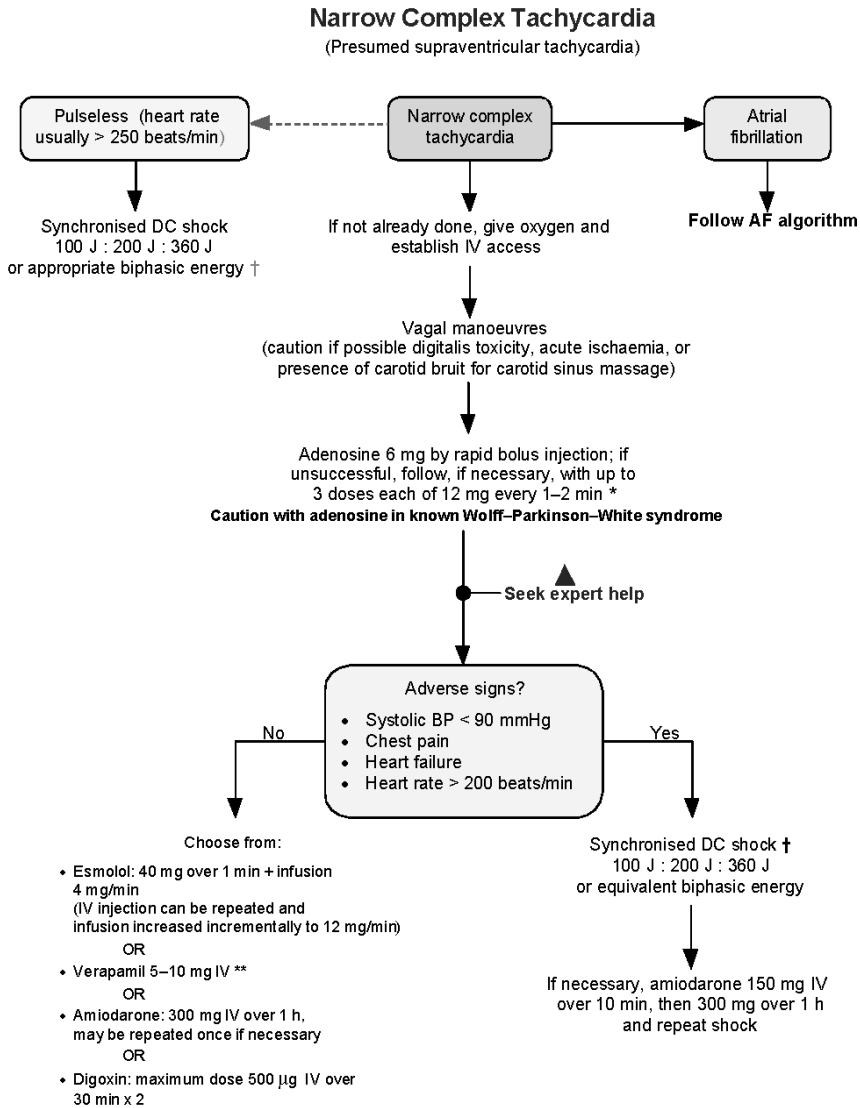 Narrow Complex Tachycardia
(Presumed supraventricular tachycardia)
Pulseless (heart rate
usually > 250 beats/min)
Narrow complex
tachycardia
Atrial
fibrillation
Synchronised DC shock
100 J : 200 J : 360 J
or appropriate biphasic energy †
If not already done, give oxygen and
establish IV access
Follow AF algorithm
Vagal manoeuvres
(caution if possible digitalis toxicity, acute ischaemia, or
presence of carotid bruit for carotid sinus massage)
Adenosine 6 mg by rapid bolus injection; if
unsuccessful, follow, if necessary, with up to
3 doses each of 12 mg every 1–2 min *
Caution with adenosine in known Wolff–Parkinson–White syndrome
Seek expert help
Adverse signs?
• Systolic BP < 90 mmHg
• Chest pain
• Heart failure
• Heart rate > 200 beats/min
No
Yes
Choose from:
• Esmolol: 40 mg over 1 min + infusion
4 mg/min
(IV injection can be repeated and
infusion increased incrementally to 12 mg/min)
OR
• Verapamil 5–10 mg IV **
OR
• Amiodarone: 300 mg IV over 1 h,
may be repeated once if necessary
OR
• Digoxin: maximum dose 500 µg IV over
30 min x 2
Synchronised DC shock †
100 J : 200 J : 360 J
or equivalent biphasic energy
If necessary, amiodarone 150 mg IV
over 10 min, then 300 mg over 1 h
and repeat shock